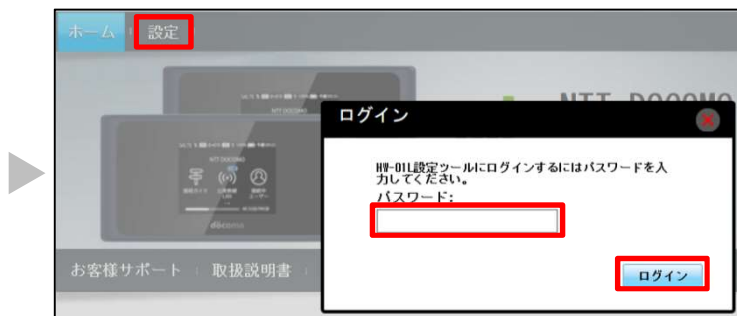 ホーム 設定
NTT DOCOMO
ログイン
HW-01L設定ツールにログインするにはパスワードを入
力してください。
パスワード:
ログイン
NTT DOCOMO
docomo
お客様サポート 取扱説明書